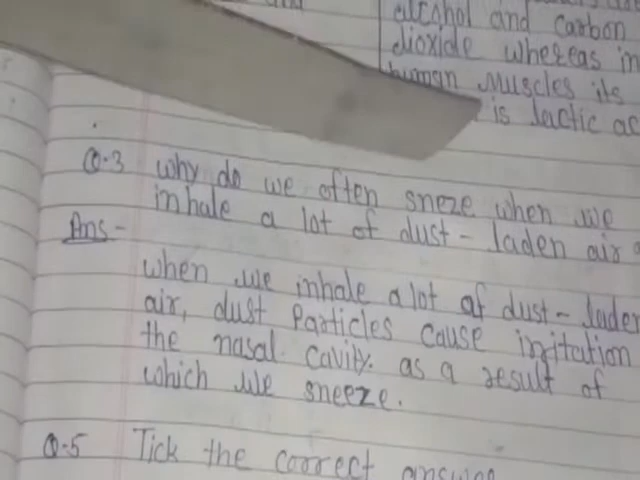 alcohol and carbon
dioxide whereas in
human muscles its
is lactic
Q.3 why do we often sneze when we
inhale a lot of dust - laden air
Ans -
when we inhale a lot of dust - laden
air, dust Particles cause irritation
the nasal cavity. as a result of
which we sneeze.
Q.5 Tick the correct answer